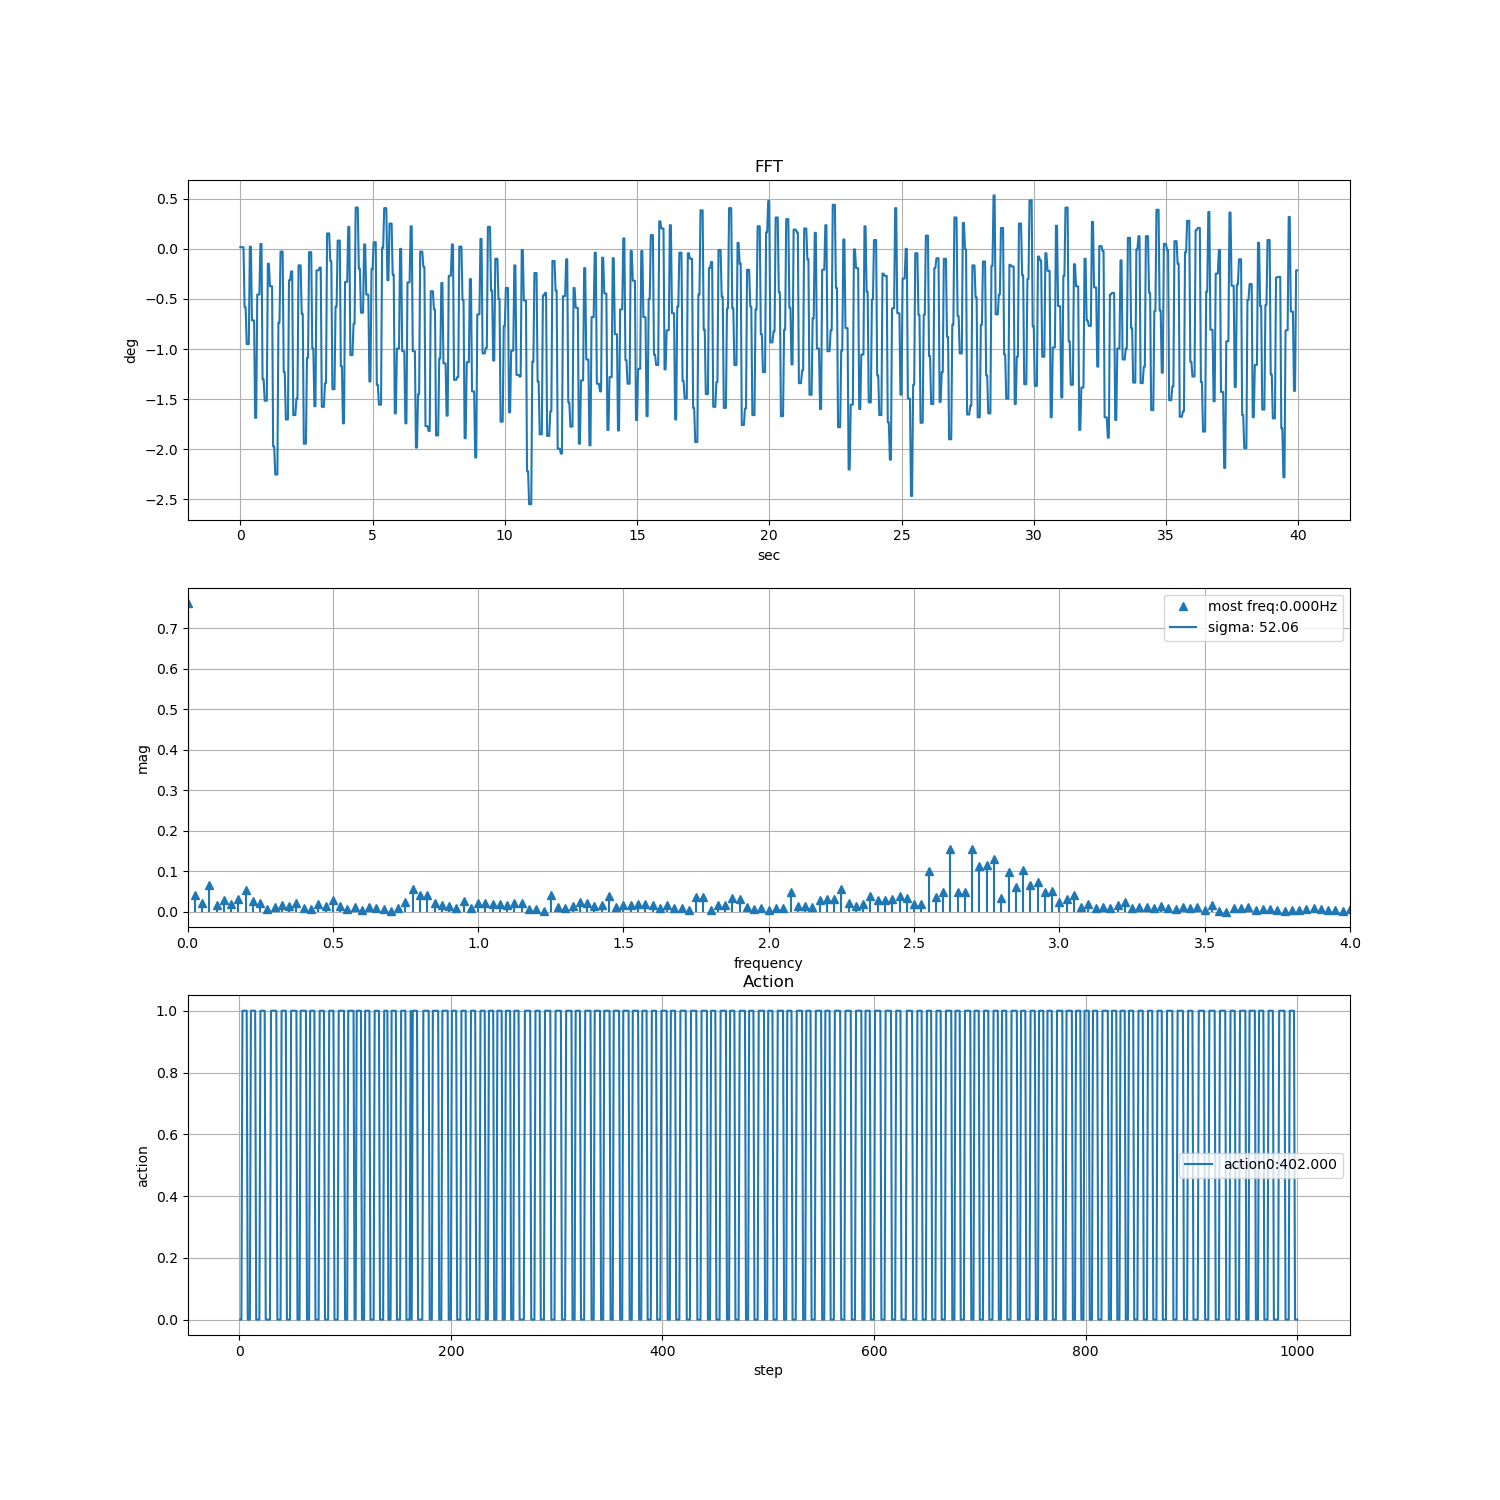 FFT
0.5
0.0
−0.5
−1.0
−1.5
−2.0
−2.5
deg
0 5 10 15 20 25 30 35 40
sec
most freq:0.000Hz
sigma: 52.06
0.7
0.6
0.5
0.4
0.3
0.2
0.1
0.0
mag
0.0 0.5 1.0 1.5 2.0 2.5 3.0 3.5 4.0
frequency
Action
1.0
0.8
0.6
0.4
0.2
0.0
action
action0:402.000
0 200 400 600 800 1000
step